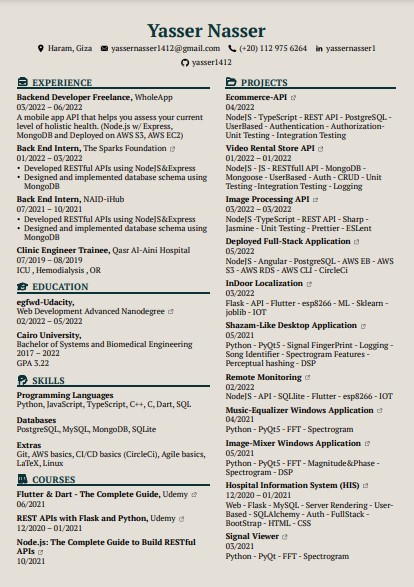 Yasser Nasser
Haram, Giza yassernasser1412@gmail.com (+20) 112 975 6264 yassernasser1
yasser1412
EXPERIENCE
Backend Developer Freelance, WholeApp
03/2022 – 06/2022
A mobile app API that helps you assess your current
level of holistic health. (Node.js w/ Express,
MongoDB and Deployed on AWS S3, AWS EC2)
Back End Intern, The Sparks Foundation
01/2022 – 03/2022
• Developed RESTful APIs using NodeJS&Express
• Designed and implemented database schema using
MongoDB
Back End Intern, NAID-iHub
07/2021 – 10/2021
• Developed RESTful APIs using NodeJS&Express
• Designed and implemented database schema using
MongoDB
Clinic Engineer Trainee, Qasr Al-Aini Hospital
07/2019 – 08/2019
ICU , Hemodialysis , OR
EDUCATION
egfwd-Udacity,
Web Development Advanced Nanodegree
02/2022 – 05/2022
Cairo University,
Bachelor of Systems and Biomedical Engineering
2017 – 2022
GPA 3.22
SKILLS
Programming Languages
Python, JavaScript, TypeScript, C++, C, Dart, SQL
Databases
PostgreSQL, MySQL, MongoDB, SQLite
Extras
Git, AWS basics, CI/CD basics (CircleCi), Agile basics,
LaTeX, Linux
COURSES
Flutter & Dart - The Complete Guide, Udemy
06/2021
REST APIs with Flask and Python, Udemy
12/2020 – 01/2021
Node.js: The Complete Guide to Build RESTful
APIs
10/2021
PROJECTS
Ecommerce-API
04/2022
NodeJS - TypeScript - REST API - PostgreSQL -
UserBased - Authentication - Authorization-
Unit Testing - Integration Testing
Video Rental Store API
01/2022 – 01/2022
NodeJS - JS - RESTfull API - MongoDB -
Mongoose - UserBased - Auth - CRUD - Unit
Testing -Integration Testing - Logging
Image Processing API
03/2022 – 03/2022
NodeJS -TypeScript - REST API - Sharp -
Jasmine - Unit Testing - Prettier - ESLent
Deployed Full-Stack Application
05/2022
NodeJS - Angular - PostgreSQL - AWS EB - AWS
S3 - AWS RDS - AWS CLI - CircleCi
InDoor Localization
03/2022
Flask - API - Flutter - esp8266 - ML - Sklearn -
joblib - IOT
Shazam-Like Desktop Application
05/2021
Python - PyQt5 - Signal FingerPrint - Logging -
Song Identifier - Spectrogram Features -
Perceptual hashing - DSP
Remote Monitoring
02/2022
NodeJS - API - SQLlite - Flutter - esp8266 - IOT
Music-Equalizer Windows Application
04/2021
Python - PyQt5 - FFT - Spectrogram
Image-Mixer Windows Application
05/2021
Python - PyQt5 - FFT - Magnitude&Phase -
Spectrogram - DSP
Hospital Information System (HIS)
12/2020 – 01/2021
Web - Flask - MySQL - Server Rendering - User-
Based - SQLAlchemy - Auth - FullStack -
BootStrap - HTML - CSS
Signal Viewer
03/2021
Python - PyQt - FFT - Spectrogram